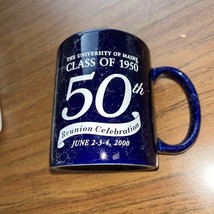 THE UNIVERSITY OF MAINE
CLASS OF 1950
50th
Reunion Celebration
JUNE 2-3-4, 2000